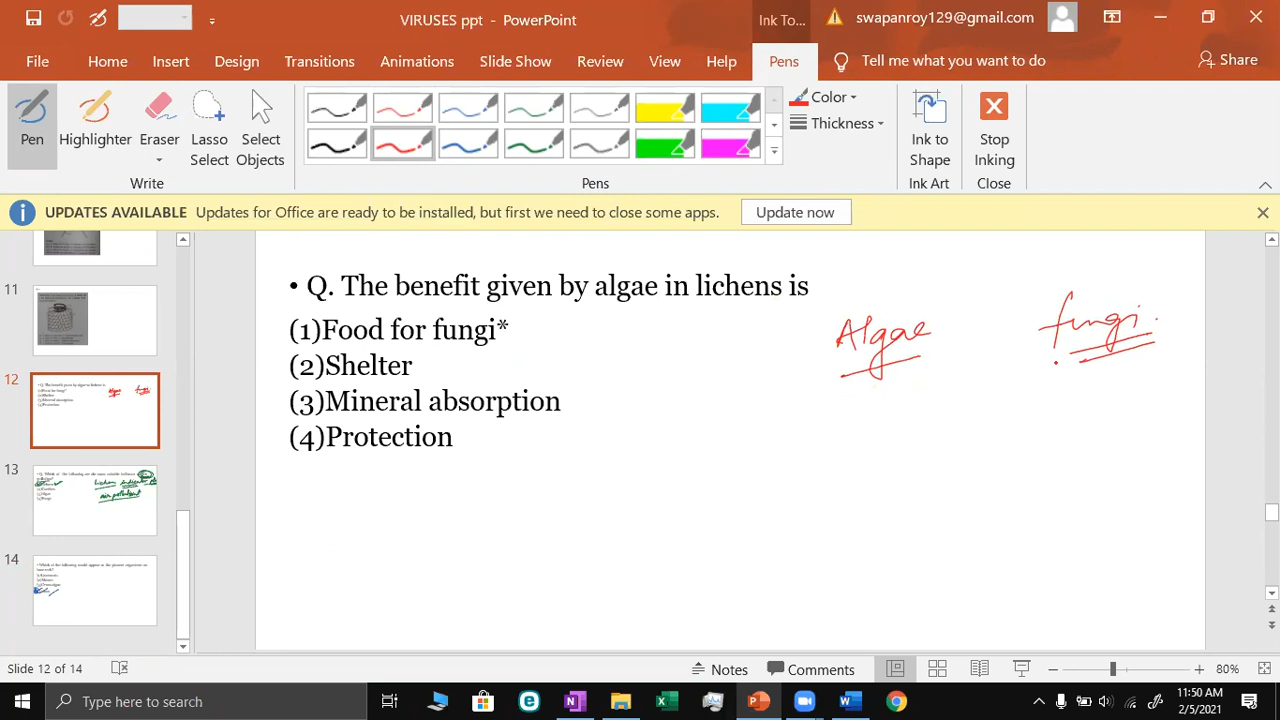 VIRUSES ppt - PowerPoint
Ink To...
swapanroy129@gmail.com
File Home Insert Design Transitions Animations Slide Show Review View Help Pens Tell me what you want to do Share
Pen Highlighter Eraser Lasso Select Select Objects
Color
Thickness
Ink to Shape Stop Inking
Write Pens Ink Art Close
UPDATES AVAILABLE Updates for Office are ready to be installed, but first we need to close some apps. Update now
• Q. The benefit given by algae in lichens is
(1)Food for fungi*
(2)Shelter
(3)Mineral absorption
(4)Protection
Algae fungi
11
12
13
14
Slide 12 of 14 Notes Comments 80%
Type here to search
11:50 AM
2/5/2021